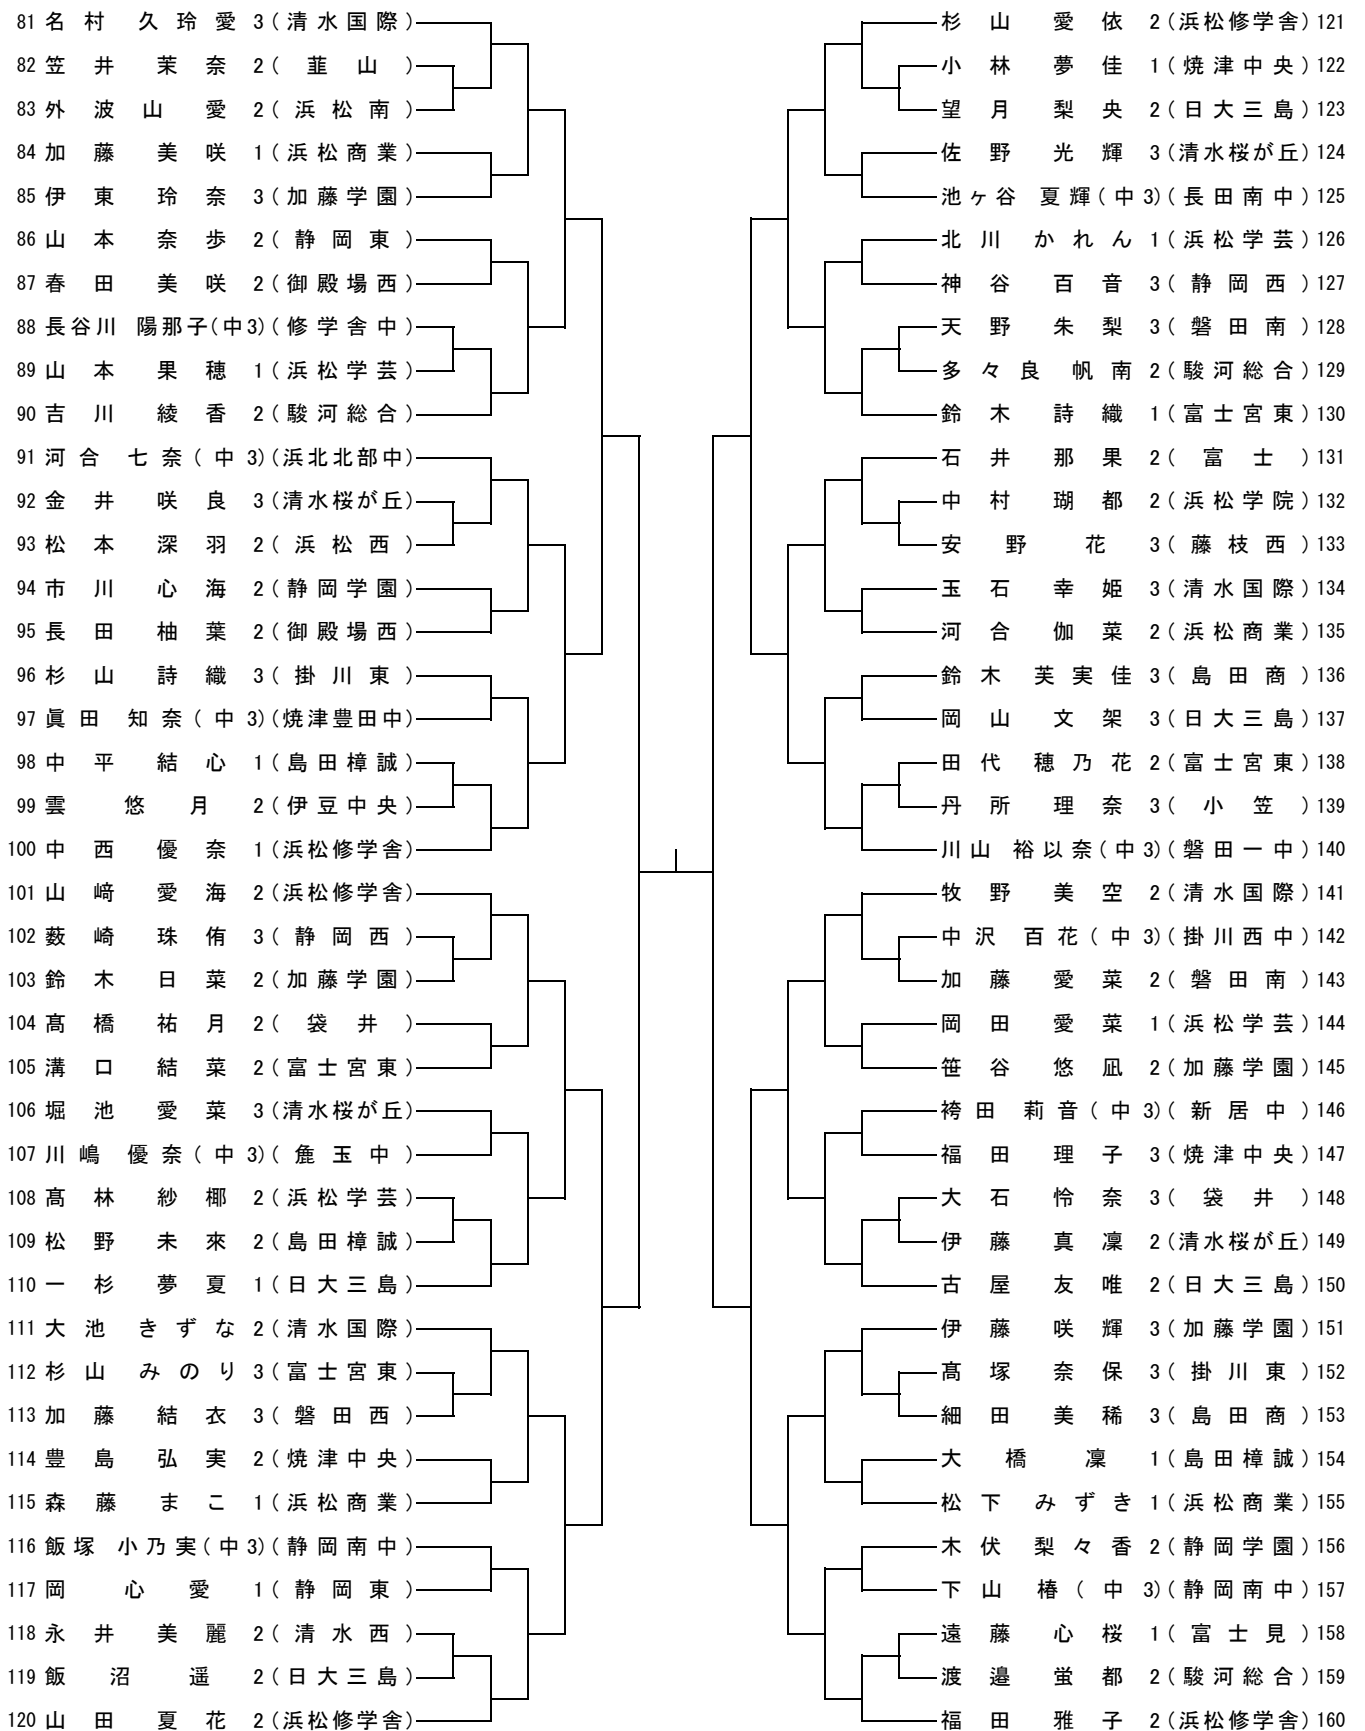 81 名村 久玲愛 3(清水国際)
82 笠井 茉奈 2(韮山)
83 外波山 愛 2(浜松南)
84 加藤 美咲 1(浜松商業)
85 伊東 玲奈 3(加藤学園)
86 山本 奈歩 2(静岡東)
87 春田 美咲 2(御殿場西)
88 長谷川 陽那子(中3)(修学舎中)
89 山本 果穂 1(浜松学芸)
90 吉川 綾香 2(駿河総合)
91 河合 七奈(中3)(浜北北部中)
92 金井 咲良 3(清水桜が丘)
93 松本 深羽 2(浜松西)
94 市川 心海 2(静岡学園)
95 長田 柚葉 2(御殿場西)
96 杉山 詩織 3(掛川東)
97 眞田 知奈(中3)(焼津豊田中)
98 中平 結心 1(島田樟誠)
99 雲 悠月 2(伊豆中央)
100 中西 優奈 1(浜松修学舎)
101 山﨑 愛海 2(浜松修学舎)
102 薮崎 珠侑 3(静岡西)
103 鈴木 日菜 2(加藤学園)
104 髙橋 祐月 2(袋井)
105 溝口 結菜 2(富士宮東)
106 堀池 愛菜 3(清水桜が丘)
107 川嶋 優奈(中3)(麁玉中)
108 髙林 紗椰 2(浜松学芸)
109 松野 未來 2(島田樟誠)
110 一杉 夢夏 1(日大三島)
111 大池 きずな 2(清水国際)
112 杉山 みのり 3(富士宮東)
113 加藤 結衣 3(磐田西)
114 豊島 弘実 2(焼津中央)
115 森藤 まこ 1(浜松商業)
116 飯塚 小乃実(中3)(静岡南中)
117 岡 心愛 1(静岡東)
118 永井 美麗 2(清水西)
119 飯沼 遥 2(日大三島)
120 山田 夏花 2(浜松修学舎)
杉山 愛依 2(浜松修学舎)121
小林 夢佳 1(焼津中央)122
望月 梨央 2(日大三島)123
佐野 光輝 3(清水桜が丘)124
池ヶ谷 夏輝(中3)(長田南中)125
北川 かれん 1(浜松学芸)126
神谷 百音 3(静岡西)127
天野 朱梨 3(磐田南)128
多々良 帆南 2(駿河総合)129
鈴木 詩織 1(富士宮東)130
石井 那果 2(富士)131
中村 瑚都 2(浜松学院)132
安野 花 3(藤枝西)133
玉石 幸姫 3(清水国際)134
河合 伽菜 2(浜松商業)135
鈴木 芙実佳 3(島田商)136
岡山 文架 3(日大三島)137
田代 穂乃花 2(富士宮東)138
丹所 理奈 3(小笠)139
川山 裕以奈(中3)(磐田一中)140
牧野 美空 2(清水国際)141
中沢 百花(中3)(掛川西中)142
加藤 愛菜 2(磐田南)143
岡田 愛菜 1(浜松学芸)144
笹谷 悠凪 2(加藤学園)145
袴田 莉音(中3)(新居中)146
福田 理子 3(焼津中央)147
大石 怜奈 3(袋井)148
伊藤 真凜 2(清水桜が丘)149
古屋 友唯 2(日大三島)150
伊藤 咲輝 3(加藤学園)151
髙塚 奈保 3(掛川東)152
細田 美稀 3(島田商)153
大橋 凜 1(島田樟誠)154
松下 みずき 1(浜松商業)155
木伏 梨々香 2(静岡学園)156
下山 椿(中3)(静岡南中)157
遠藤 心桜 1(富士見)158
渡邉 蛍都 2(駿河総合)159
福田 雅子 2(浜松修学舎)160